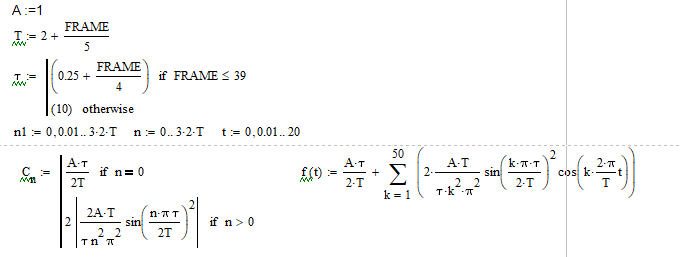 A := 1
T := 2 + FRAME/5
τ := | (0.25 + FRAME/4) if FRAME ≤ 39
| (10) otherwise
n1 := 0, 0.01 .. 3·2·T n := 0 .. 3·2·T t := 0, 0.01 .. 20
C_n := | A·τ/2T if n = 0
| 2 |2A·T/(τ n^2 π^2) sin(n·π τ/2T)^2| if n > 0
f(t) := A·τ/(2·T) + ∑_{k = 1}^{50} (2· A·T/(τ·k^2·π^2) sin(k·π·τ/(2·T))^2 cos(k· 2·π/T t))